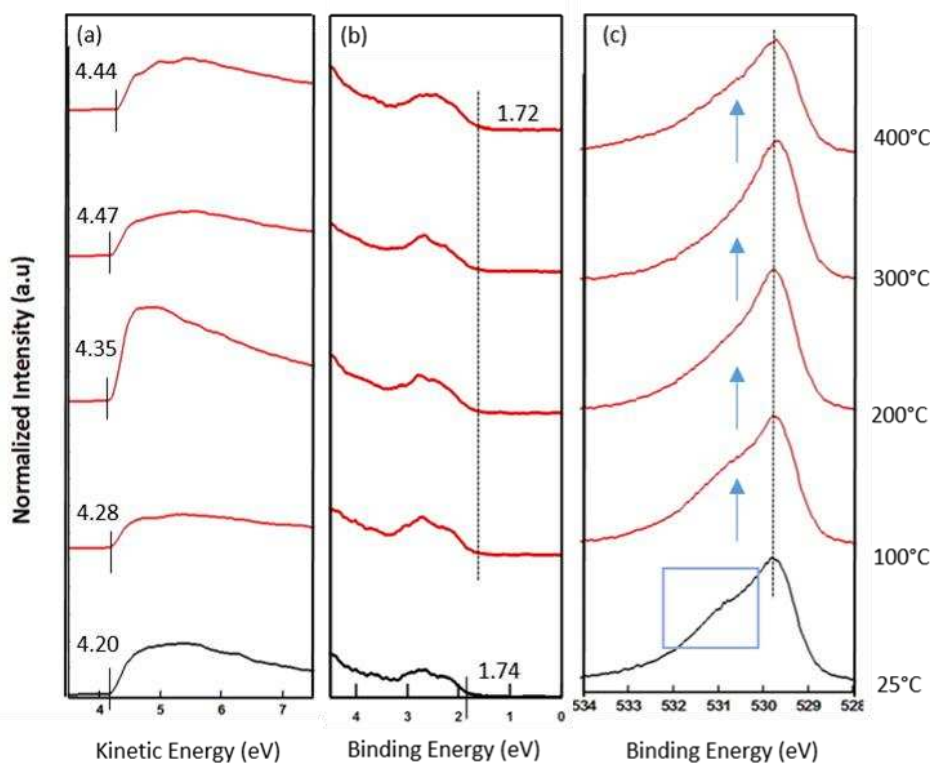 Normalized Intensity (a.u)
(a)
4.44
4.47
4.35
4.28
4.20
4 5 6 7
Kinetic Energy (eV)
(b)
1.72
1.74
4 3 2 1 0
Binding Energy (eV)
(c)
400°C
300°C
200°C
100°C
25°C
534 533 532 531 530 529 528
Binding Energy (eV)